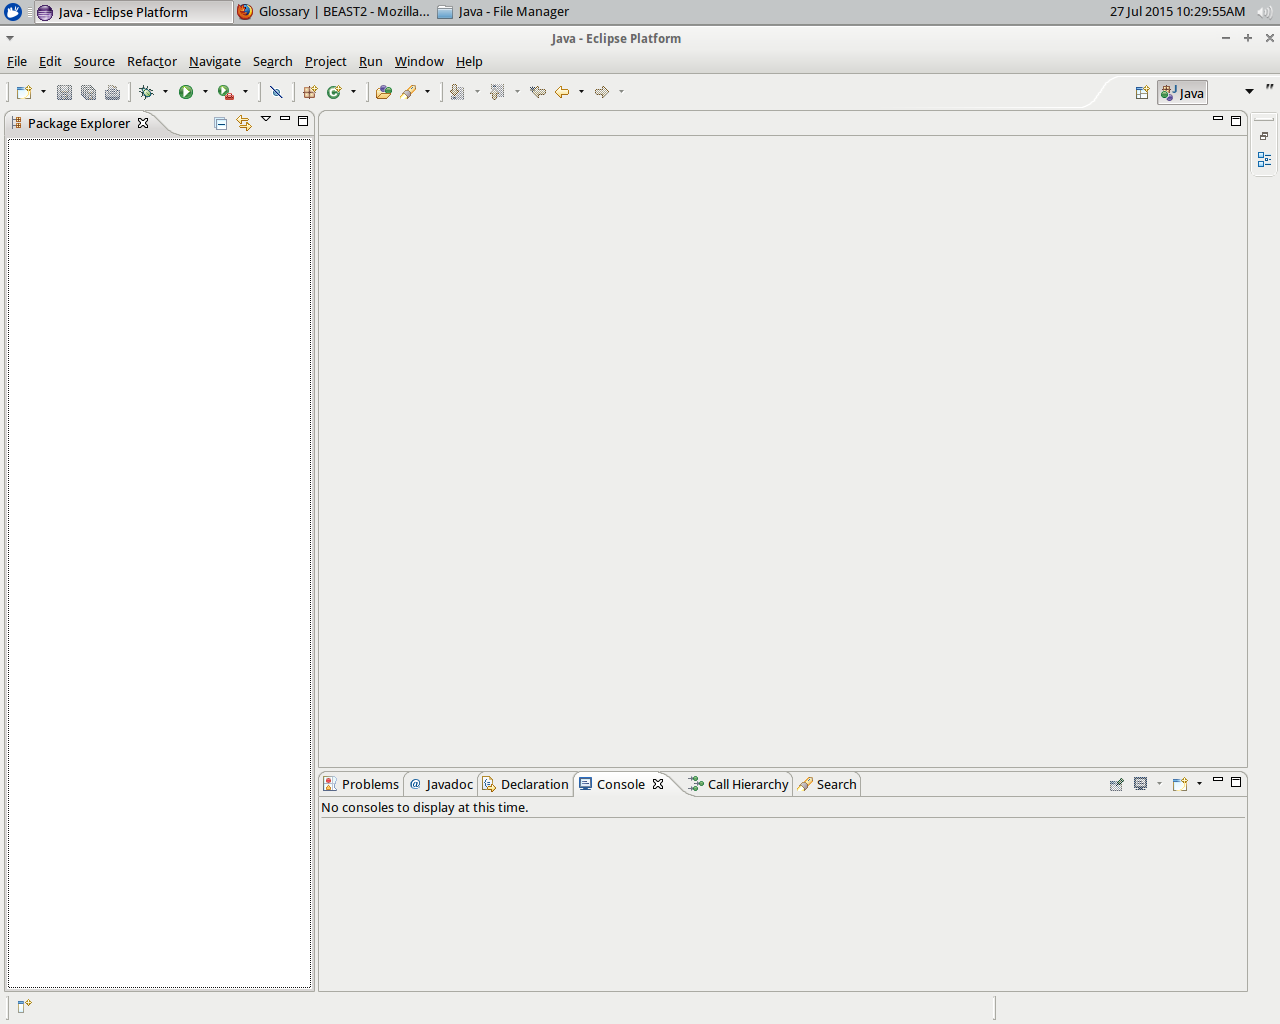 Java - Eclipse Platform
Glossary | BEAST2 - Mozilla...
Java - File Manager
27 Jul 2015 10:29:55AM
Java - Eclipse Platform
File Edit Source Refactor Navigate Search Project Run Window Help
Java
Package Explorer
Problems @ Javadoc Declaration Console Call Hierarchy Search
No consoles to display at this time.